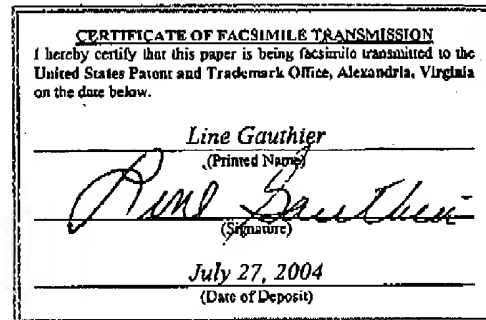 CERTIFICATE OF FACSIMILE TRANSMISSION
I hereby certify that this paper is being facsimile transmitted to the
United States Patent and Trademark Office, Alexandria, Virginia
on the date below.
Line Gauthier
(Printed Name)
Line Gauthier
(Signature)
July 27, 2004
(Date of Deposit)